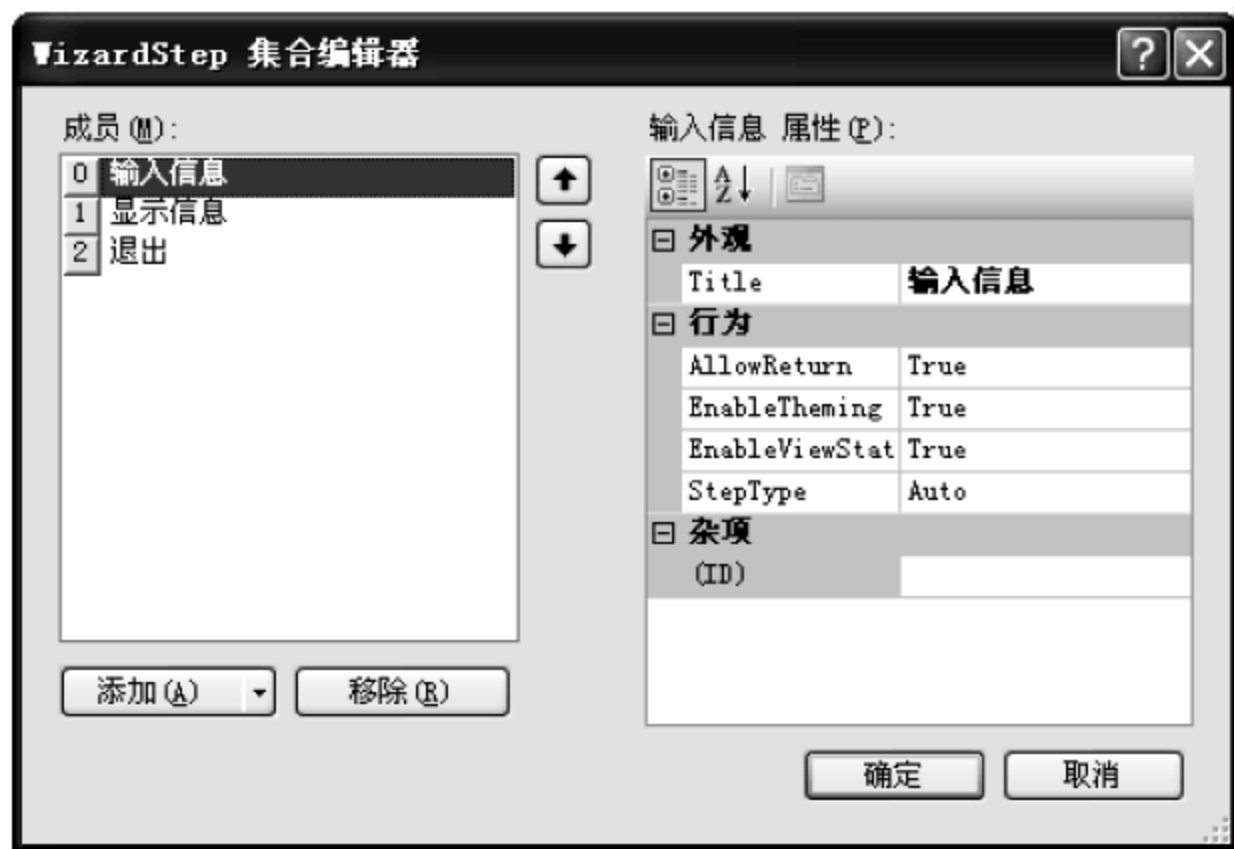 WizardStep 集合编辑器
成员(M):
0 输入信息
1 显示信息
2 退出
添加(A)
移除(R)
输入信息 属性(P):
外观
Title 输入信息
行为
AllowReturn True
EnableTheming True
EnableViewStat True
StepType Auto
杂项
(ID)
确定
取消